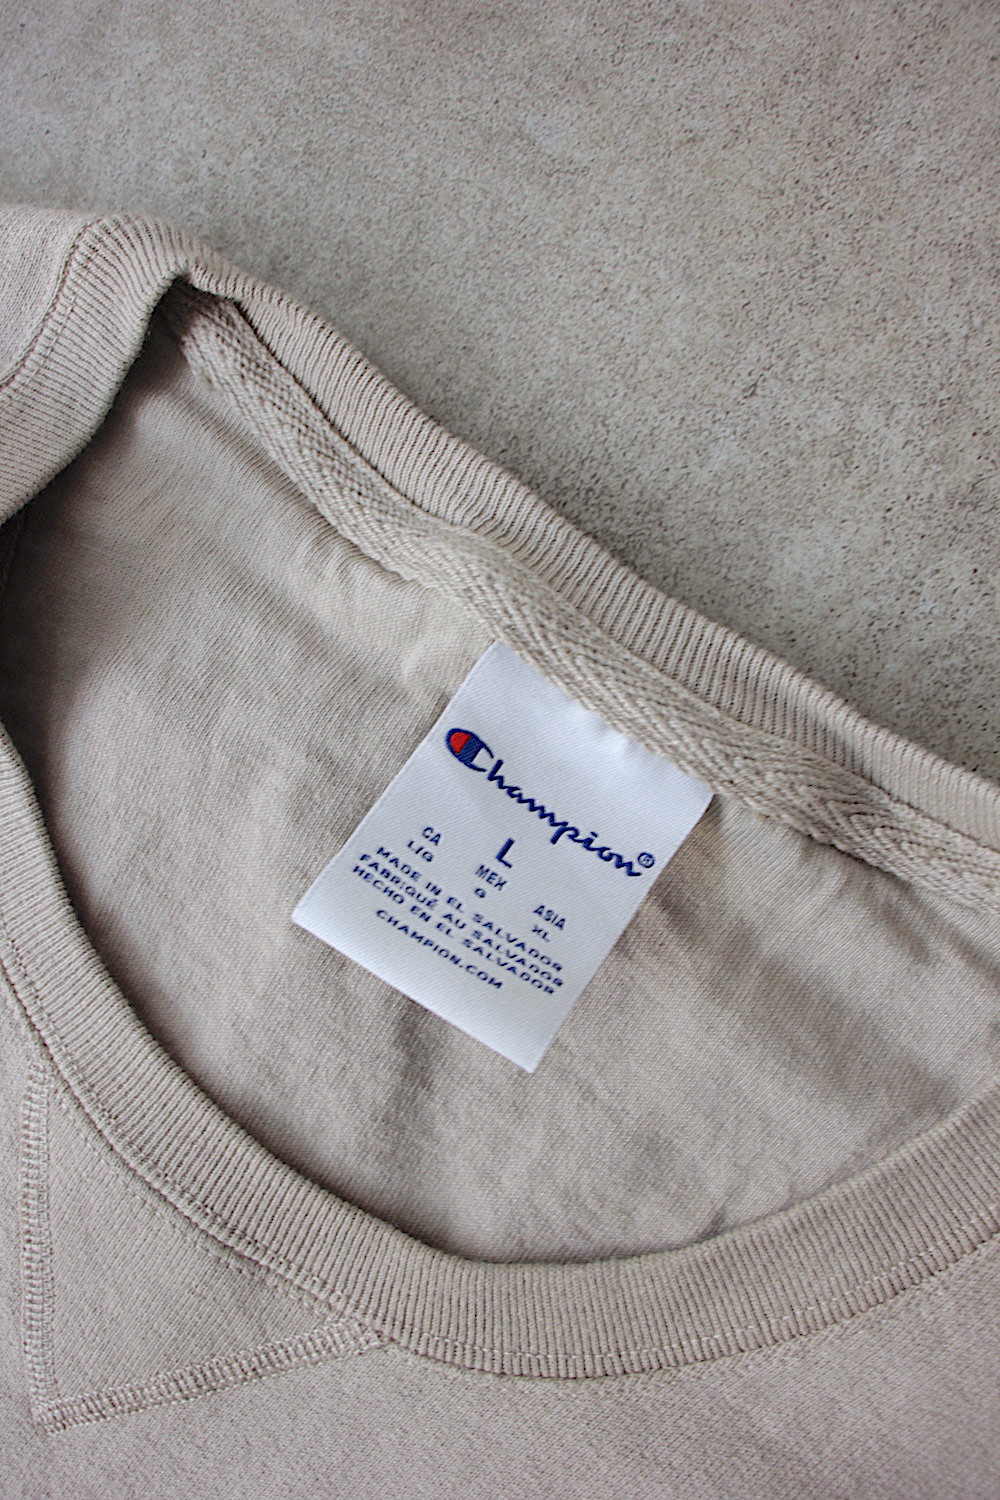 Champion®
L
CA MEX ASIA
L/G G XL
MADE IN EL SALVADOR
FABRIQUÉ AU SALVADOR
HECHO EN EL SALVADOR
CHAMPION.COM